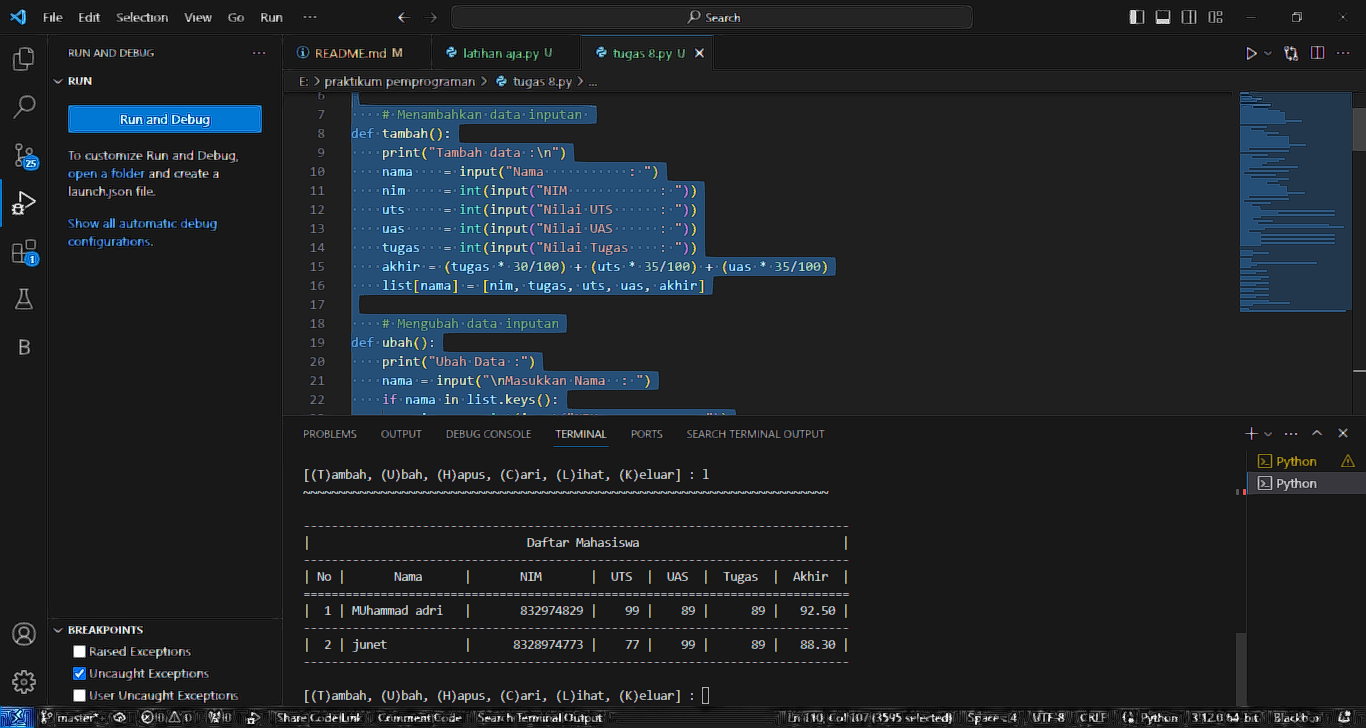 File Edit Selection View Go Run ··· Search
RUN AND DEBUG ···
README.md M
latihan aja.py U
tugas 8.py U
E: > praktikum pemprograman > tugas 8.py > ...
RUN
Run and Debug
To customize Run and Debug,
open a folder and create a
launch.json file.
Show all automatic debug
configurations.
25
1
6
7 # Menambahkan data inputan
8 def tambah():
9 print("Tambah data :\n")
10 nama = input("Nama : ")
11 nim = int(input("NIM : "))
12 uts = int(input("Nilai UTS : "))
13 uas = int(input("Nilai UAS : "))
14 tugas = int(input("Nilai Tugas : "))
15 akhir = (tugas * 30/100) + (uts * 35/100) + (uas * 35/100)
16 list[nama] = [nim, tugas, uts, uas, akhir]
17
18 # Mengubah data inputan
19 def ubah():
20 print("Ubah Data :")
21 nama = input("\nMasukkan Nama : ")
22 if nama in list.keys():
PROBLEMS OUTPUT DEBUG CONSOLE TERMINAL PORTS SEARCH TERMINAL OUTPUT
Python
Python
[(T)ambah, (U)bah, (H)apus, (C)ari, (L)ihat, (K)eluar] : l
~~~~~~~~~~~~~~~~~~~~~~~~~~~~~~~~~~~~~~~~~~~~~~~~~~~~~~~~~~~~~~~~~~~~~~~~~~~
------------------------------------------------------------------------------
| Daftar Mahasiswa |
------------------------------------------------------------------------------
| No | Nama | NIM | UTS | UAS | Tugas | Akhir |
==============================================================================
| 1 | MUhammad adri | 832974829 | 99 | 89 | 89 | 92.50 |
------------------------------------------------------------------------------
| 2 | junet | 8328974773 | 77 | 99 | 89 | 88.30 |
------------------------------------------------------------------------------
[(T)ambah, (U)bah, (H)apus, (C)ari, (L)ihat, (K)eluar] :
BREAKPOINTS
Raised Exceptions
Uncaught Exceptions
User Uncaught Exceptions
master* 0 0 0 Share Code Link Comment Code Search Terminal Output Ln 110, Col 107 (3595 selected) Spaces: 4 UTF-8 CRLF Python 3.12.0 64-bit Blackbox